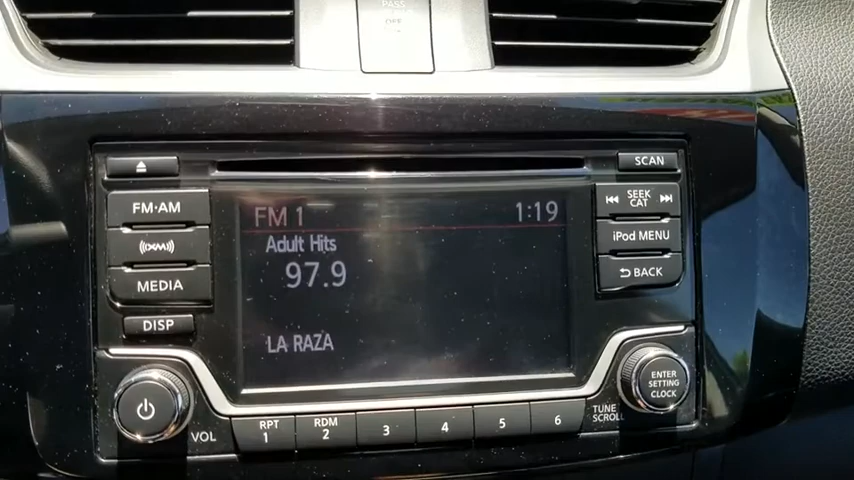 PASS
OFF
SCAN
FM·AM
SEEK
CAT
FM 1
1:19
Adult Hits
((XM))
iPod MENU
97.9
MEDIA
BACK
DISP
LA RAZA
ENTER
SETTING
CLOCK
VOL
RPT
1
RDM
2
3
4
5
6
TUNE
SCROLL